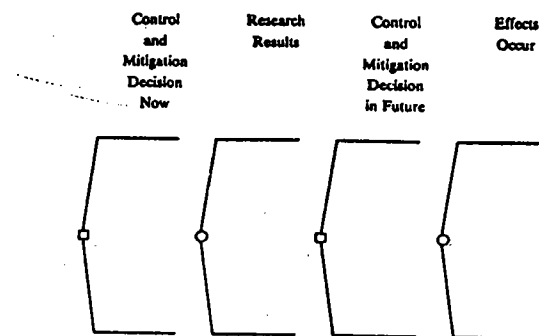 Control
and
Mitigation
Decision
Now
Research
Results
Control
and
Mitigation
Decision
in Future
Effects
Occur